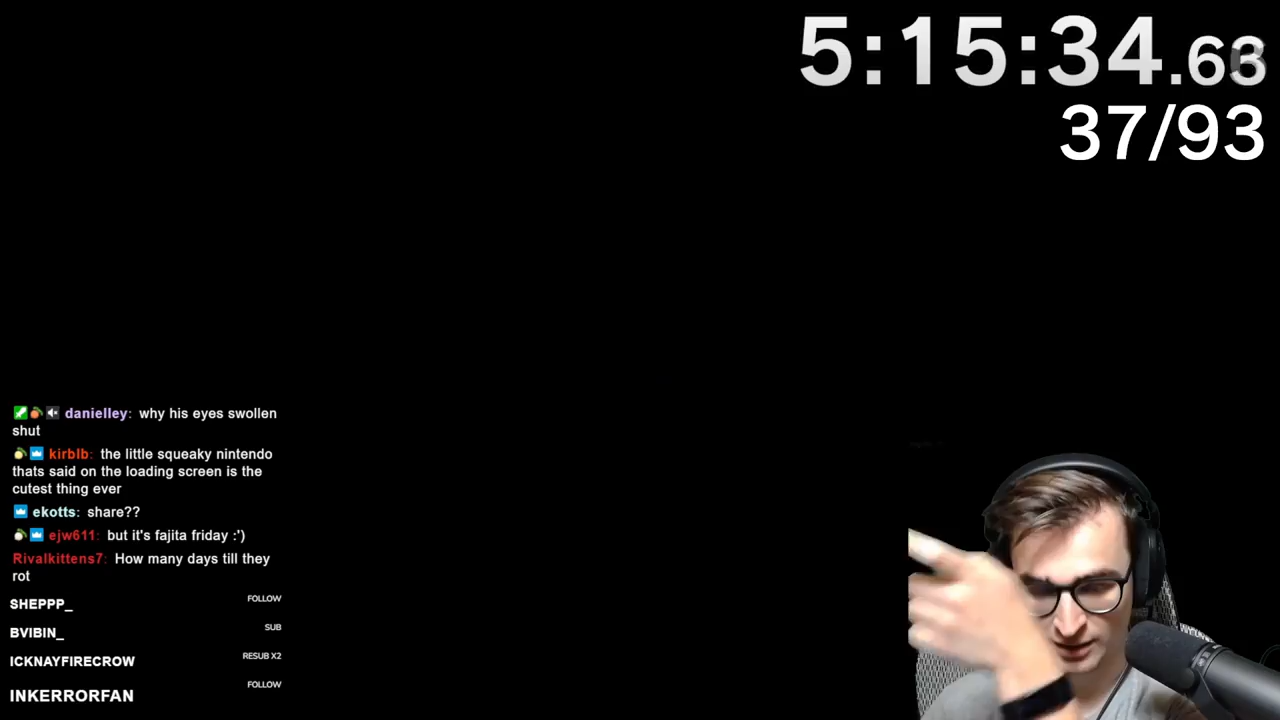 5:15:34.63
37/93
danielley: why his eyes swollen
shut
kirblb: the little squeaky nintendo
thats said on the loading screen is the
cutest thing ever
ekotts: share??
ejw611: but it's fajita friday :')
Rivalkittens7: How many days till they
rot
SHEPPP_ FOLLOW
BVIBIN_ SUB
ICKNAYFIRECROW RESUB X2
INKERRORFAN FOLLOW